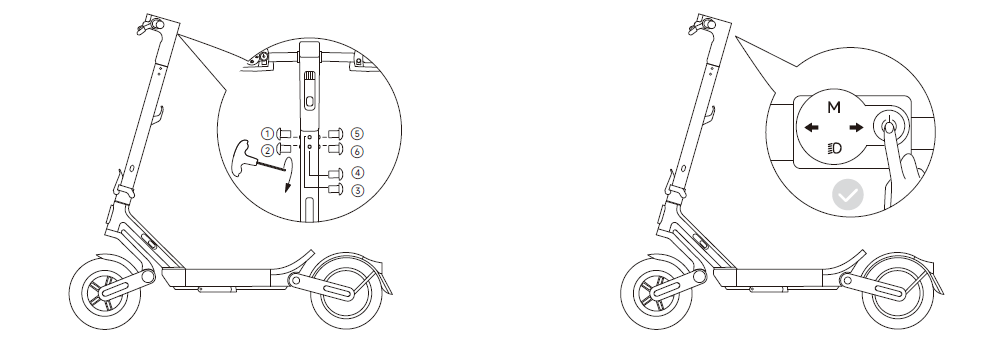 ① ⑤
② ⑥
④
③
M